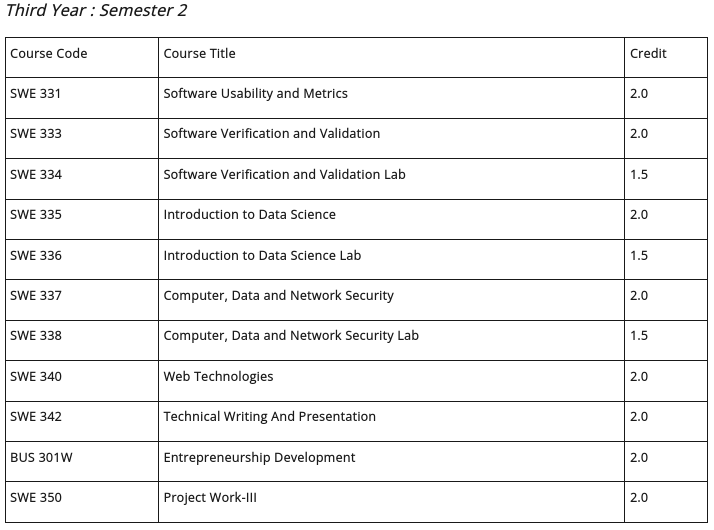 Third Year : Semester 2
Course Code Course Title Credit
SWE 331 Software Usability and Metrics 2.0
SWE 333 Software Verification and Validation 2.0
SWE 334 Software Verification and Validation Lab 1.5
SWE 335 Introduction to Data Science 2.0
SWE 336 Introduction to Data Science Lab 1.5
SWE 337 Computer, Data and Network Security 2.0
SWE 338 Computer, Data and Network Security Lab 1.5
SWE 340 Web Technologies 2.0
SWE 342 Technical Writing And Presentation 2.0
BUS 301W Entrepreneurship Development 2.0
SWE 350 Project Work-III 2.0